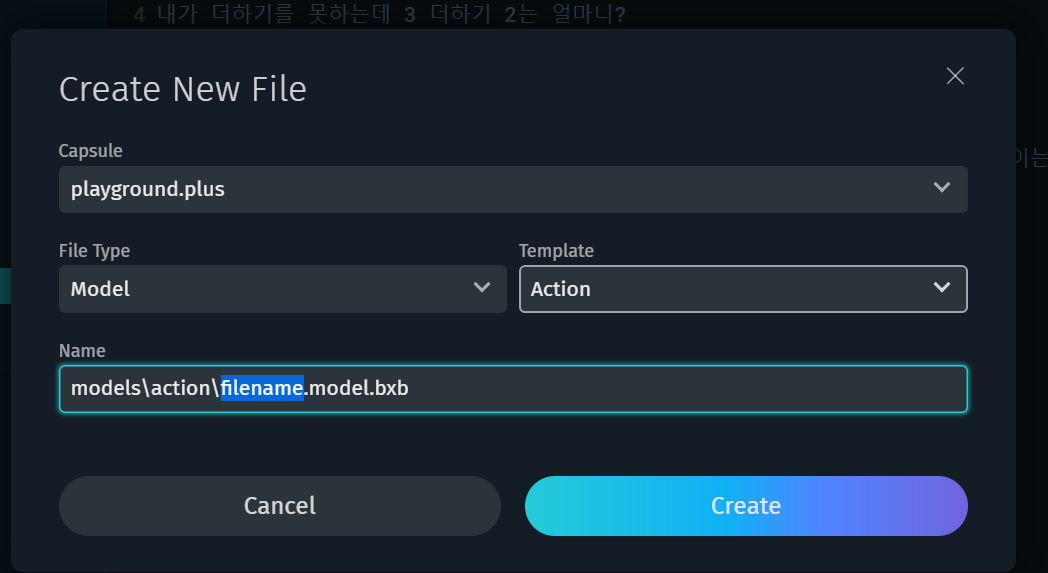 4 내가 더하기를 못하는데 3 더하기 2는 얼마니?
Create New File
이는
Capsule
playground.plus
File Type
Template
Model
Action
Name
models\action\filename.model.bxb
Cancel
Create